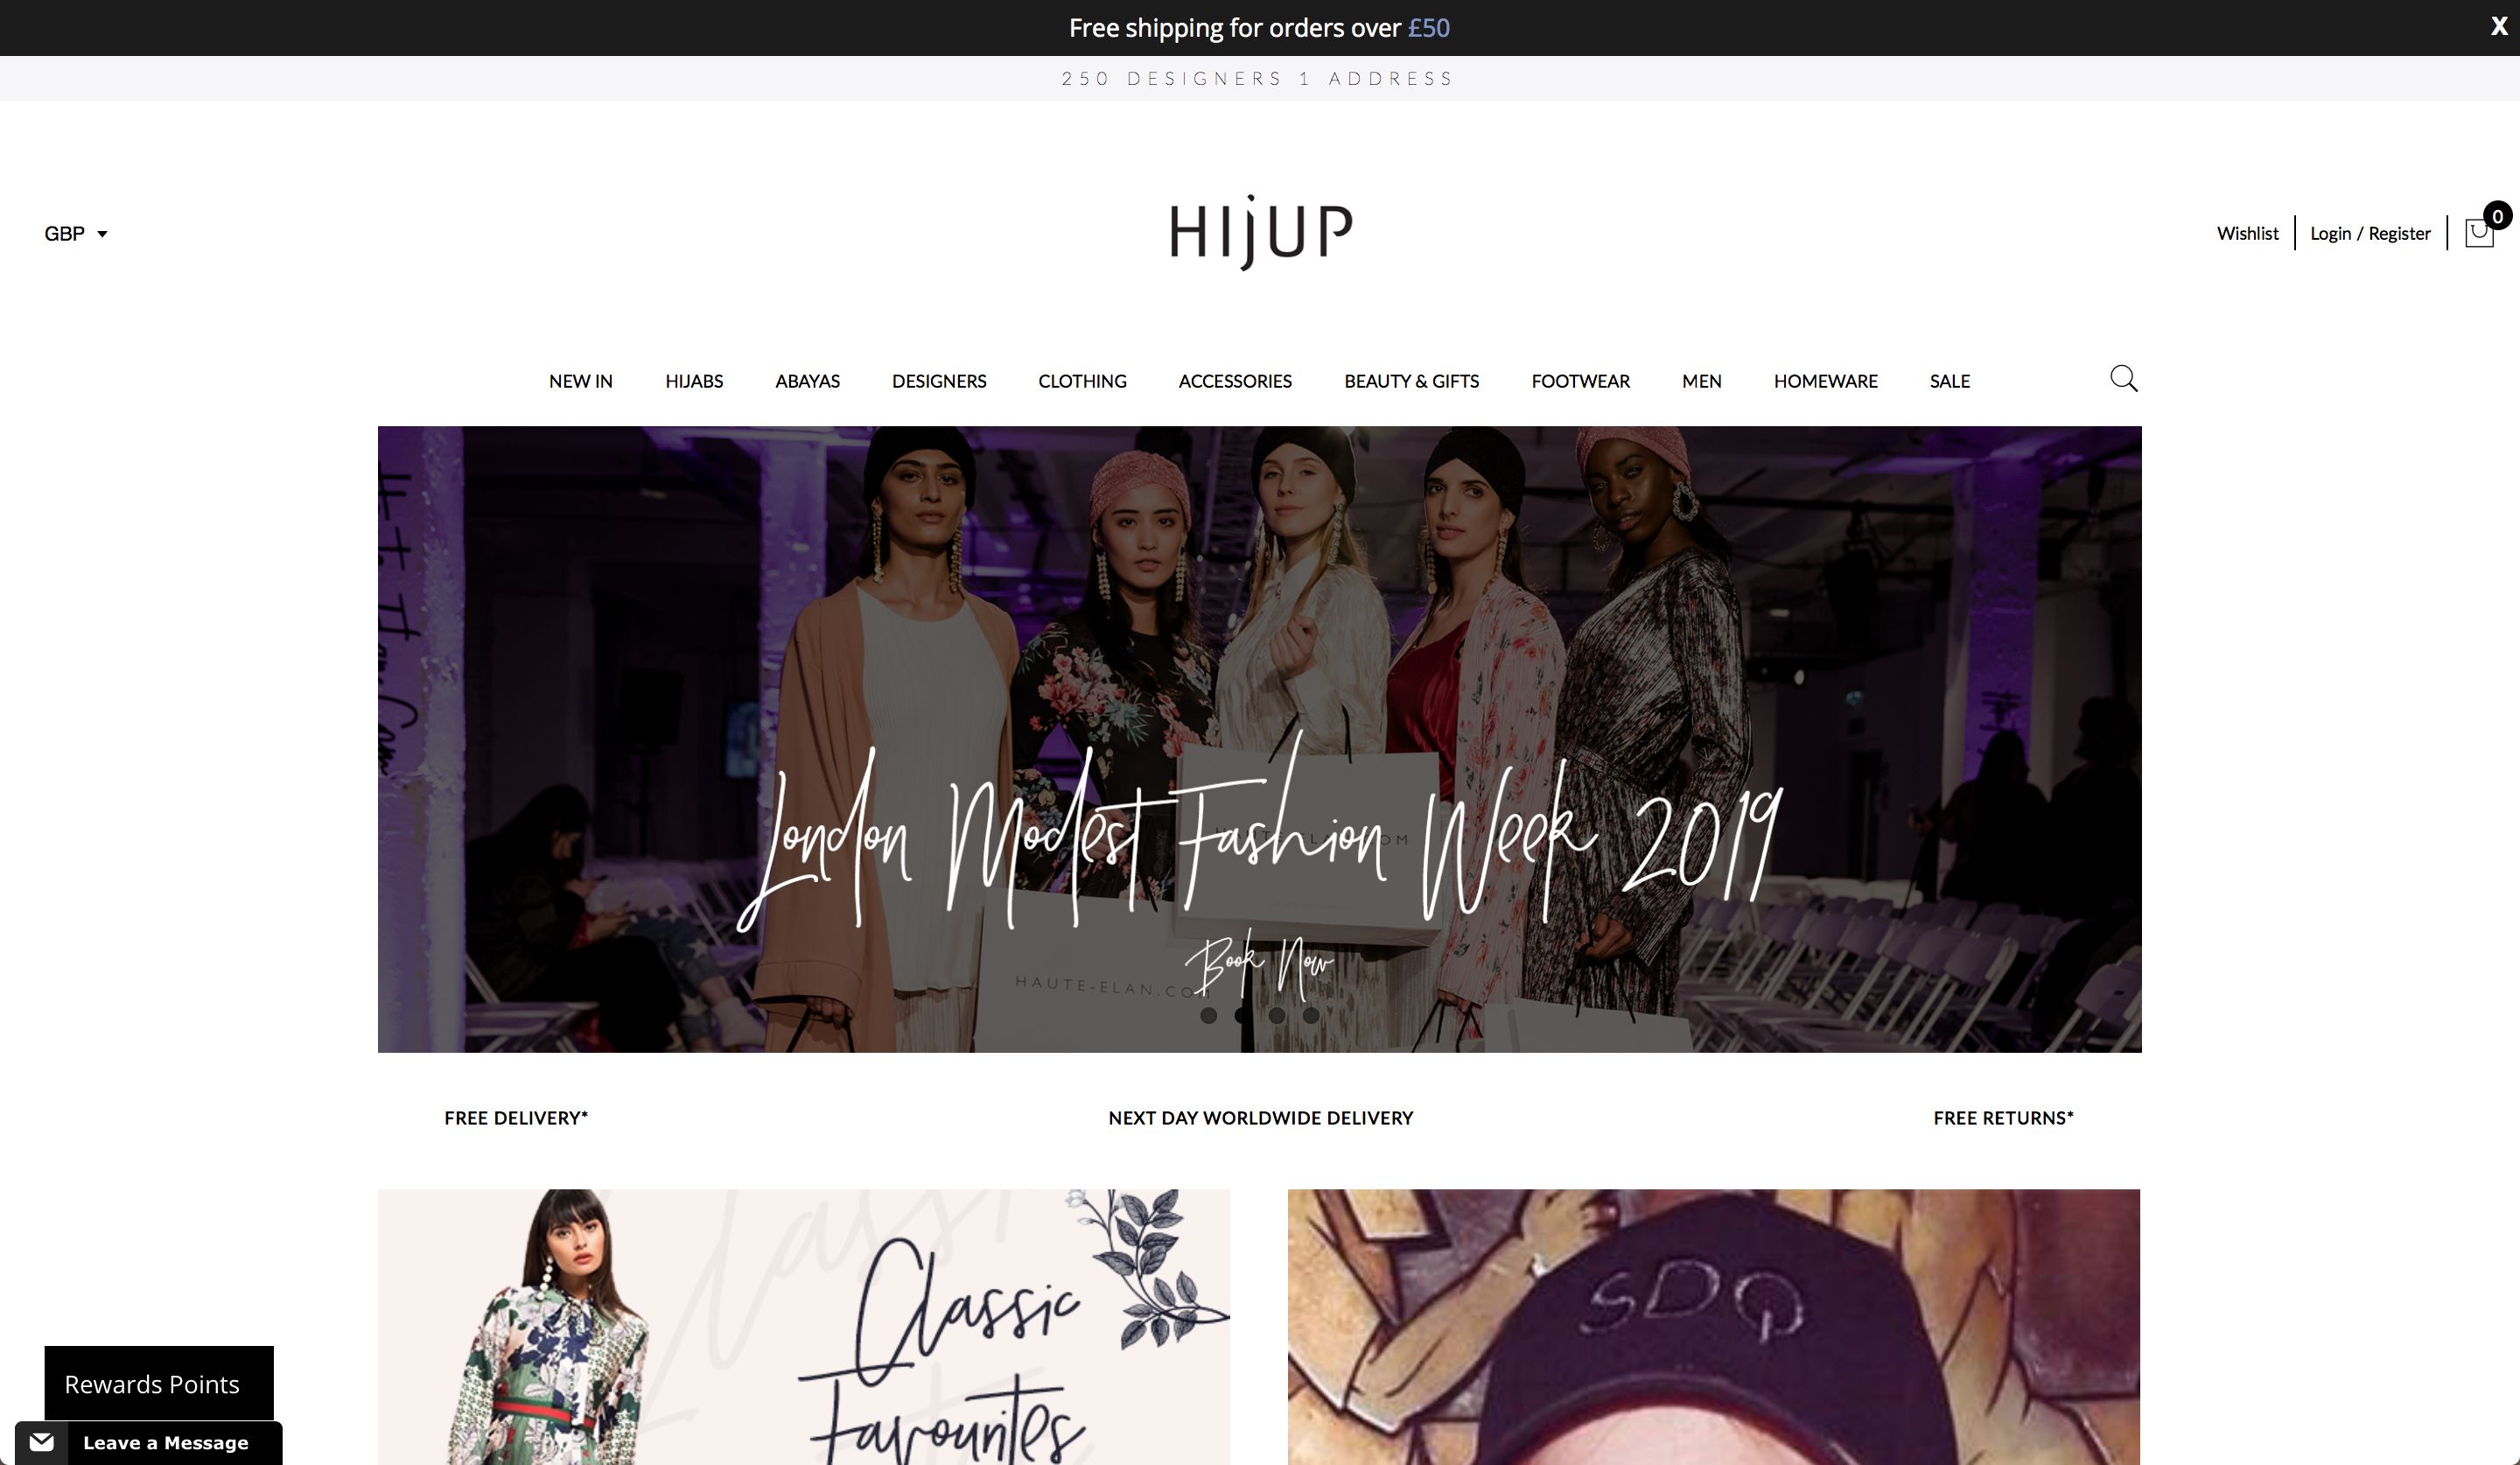 Free shipping for orders over £50
X
250 DESIGNERS 1 ADDRESS
GBP
HIJUP
Wishlist
Login / Register
0
NEW IN
HIJABS
ABAYAS
DESIGNERS
CLOTHING
ACCESSORIES
BEAUTY & GIFTS
FOOTWEAR
MEN
HOMEWARE
SALE
London Modest Fashion Week 2019
Book Now
HAUTE-ELAN.COM
FREE DELIVERY*
NEXT DAY WORLDWIDE DELIVERY
FREE RETURNS*
Classic
Favourites
SDQ
Rewards Points
Leave a Message